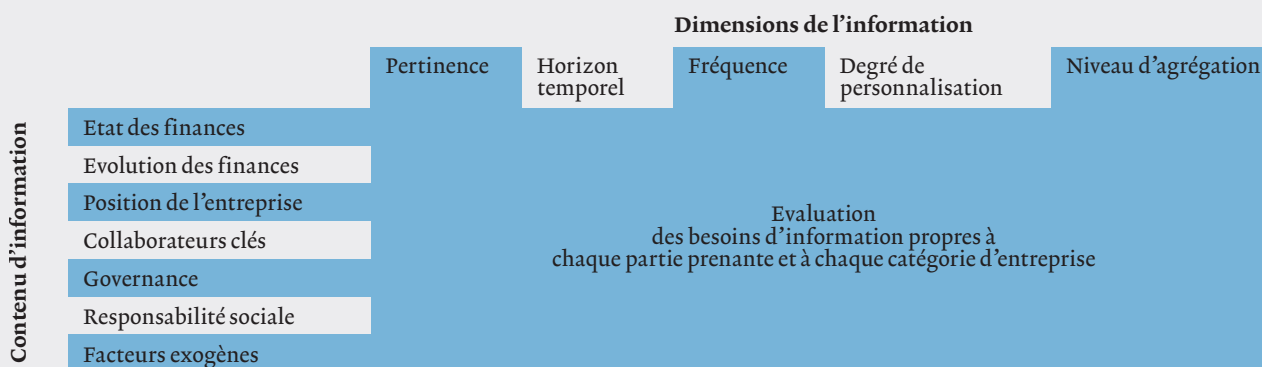 Dimensions de l’information
Pertinence
Horizon
temporel
Fréquence
Degré de
personnalisation
Niveau d’agrégation
Contenu d’information
Etat des finances
Evolution des finances
Position de l’entreprise
Collaborateurs clés
Governance
Responsabilité sociale
Facteurs exogènes
Evaluation
des besoins d’information propres à
chaque partie prenante et à chaque catégorie d’entreprise